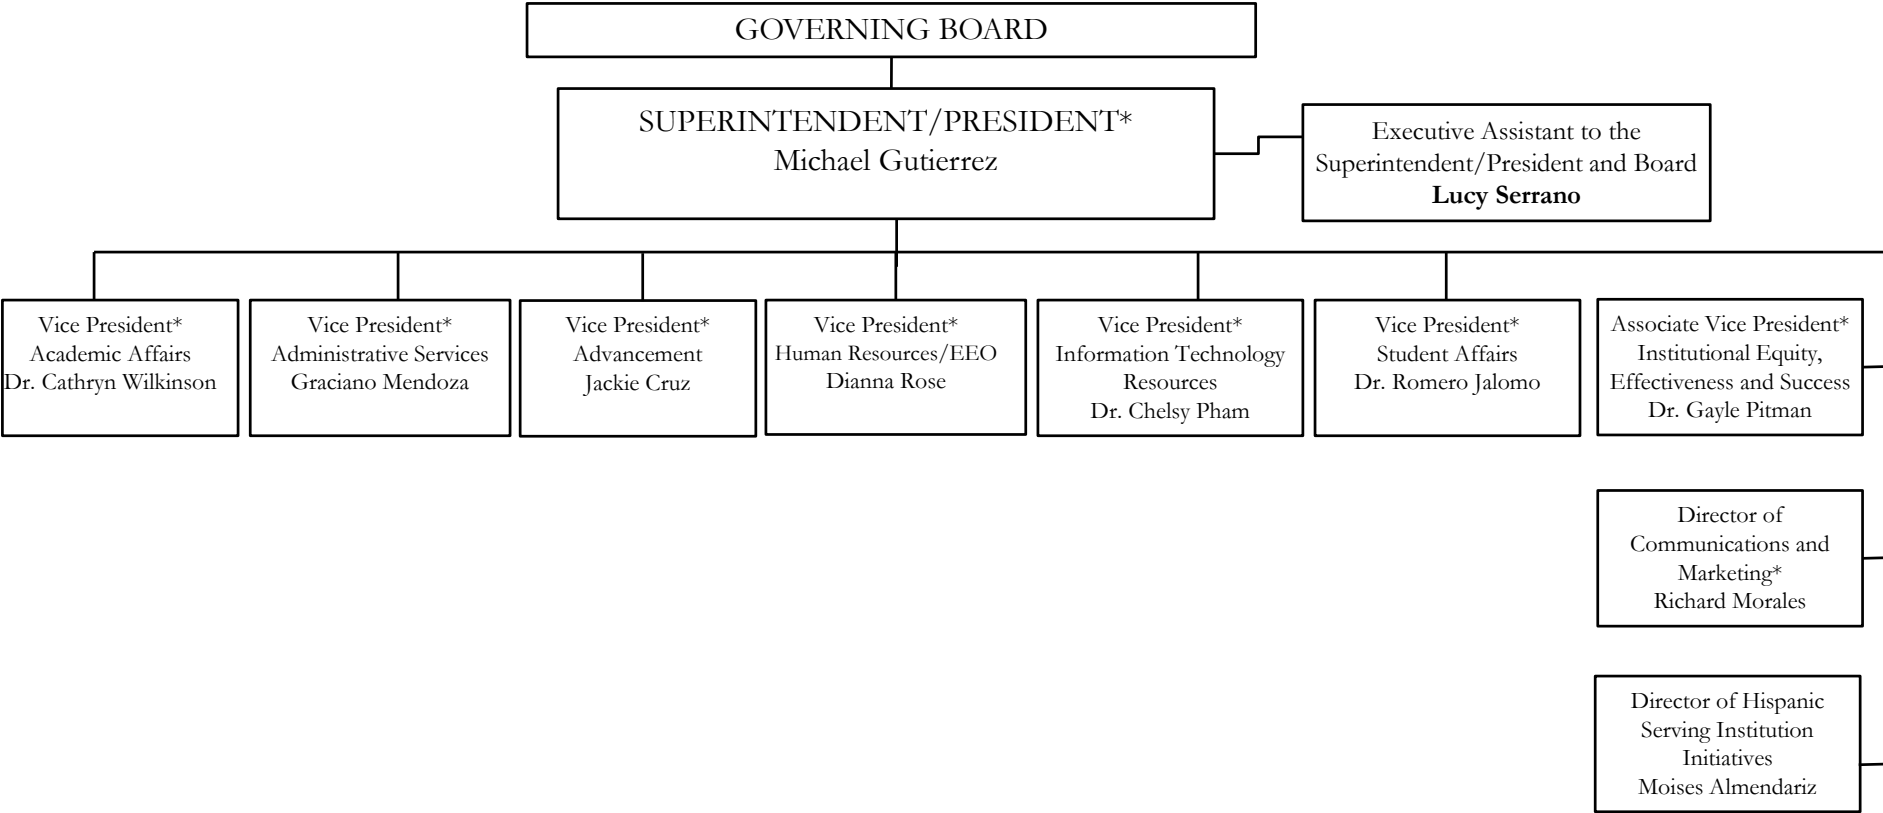 GOVERNING BOARD
SUPERINTENDENT/PRESIDENT*
Michael Gutierrez
Executive Assistant to the
Superintendent/President and Board
Lucy Serrano
Vice President*
Academic Affairs
Dr. Cathryn Wilkinson
Vice President*
Administrative Services
Graciano Mendoza
Vice President*
Advancement
Jackie Cruz
Vice President*
Human Resources/EEO
Dianna Rose
Vice President*
Information Technology
Resources
Dr. Chelsy Pham
Vice President*
Student Affairs
Dr. Romero Jalomo
Associate Vice President*
Institutional Equity,
Effectiveness and Success
Dr. Gayle Pitman
Director of
Communications and
Marketing*
Richard Morales
Director of Hispanic
Serving Institution
Initiatives
Moises Almendariz